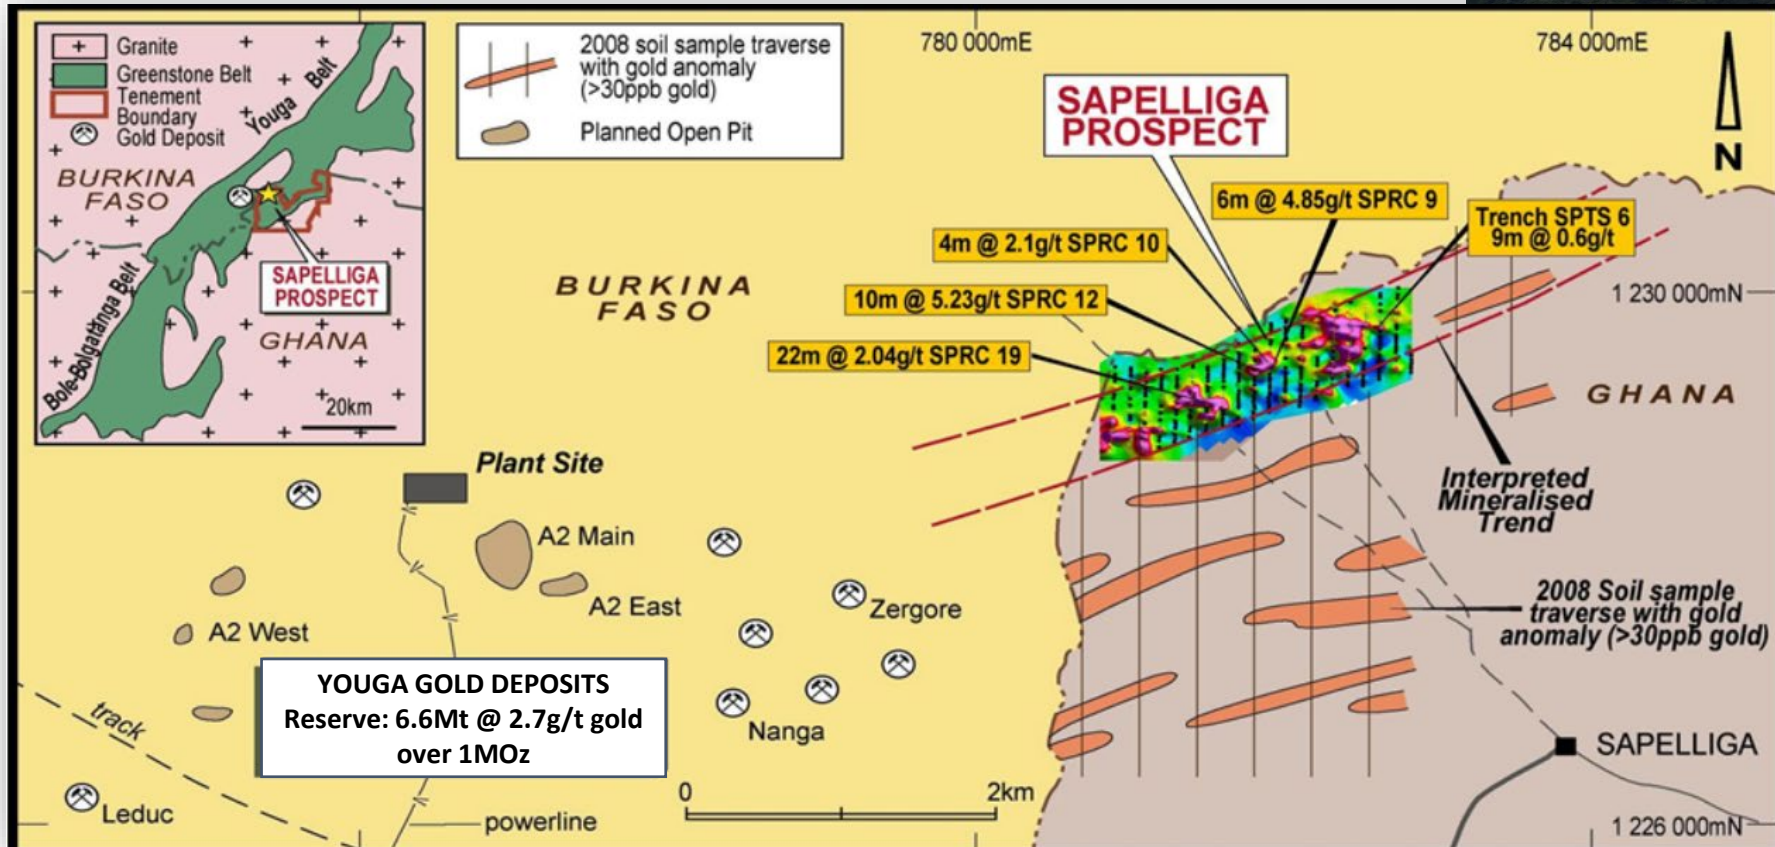 Granite
Greenstone Belt
Tenement
Boundary
Gold Deposit
Youga Belt
BURKINA
FASO
SAPELLIGA
PROSPECT
GHANA
Bole-Bolgatanga Belt
20km
2008 soil sample traverse
with gold anomaly
(>30ppb gold)
Planned Open Pit
780 000mE
784 000mE
N
SAPELLIGA
PROSPECT
6m @ 4.85g/t SPRC 9
Trench SPTS 6
9m @ 0.6g/t
4m @ 2.1g/t SPRC 10
10m @ 5.23g/t SPRC 12
22m @ 2.04g/t SPRC 19
BURKINA
FASO
1 230 000mN
GHANA
Interpreted
Mineralised
Trend
Plant Site
A2 Main
A2 East
A2 West
Zergore
Nanga
2008 Soil sample
traverse with gold
anomaly (>30ppb gold)
YOUGA GOLD DEPOSITS
Reserve: 6.6Mt @ 2.7g/t gold
over 1MOz
track
Leduc
powerline
0
2km
SAPELLIGA
1 226 000mN